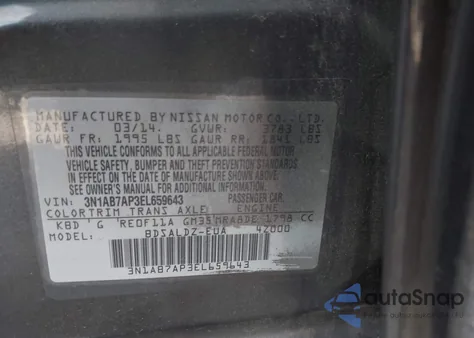 MANUFACTURED BY NISSAN MOTOR CO., LTD.
DATE: 03/14. GVWR: 3763 LBS
GAWR FR: 1995 LBS GAWR RR: 1841 LBS
THIS VEHICLE CONFORMS TO ALL APPLICABLE FEDERAL MOTOR
VEHICLE SAFETY, BUMPER AND THEFT PREVENTION STANDARDS
IN EFFECT ON THE DATE OF MANUFACTURE SHOWN ABOVE.
SEE OWNER'S MANUAL FOR ADDITIONAL INFORMATION.
VIN: 3N1AB7AP3EL659643 PASSENGER CAR
COLOR TRIM TRANS AXLE ENGINE
KBD G RE0F11A GM35 MRA8DE 1798 CC
MODEL: BDSALDZ-EUA 4Z000
3N1AB7AP3EL659643
autaSnap